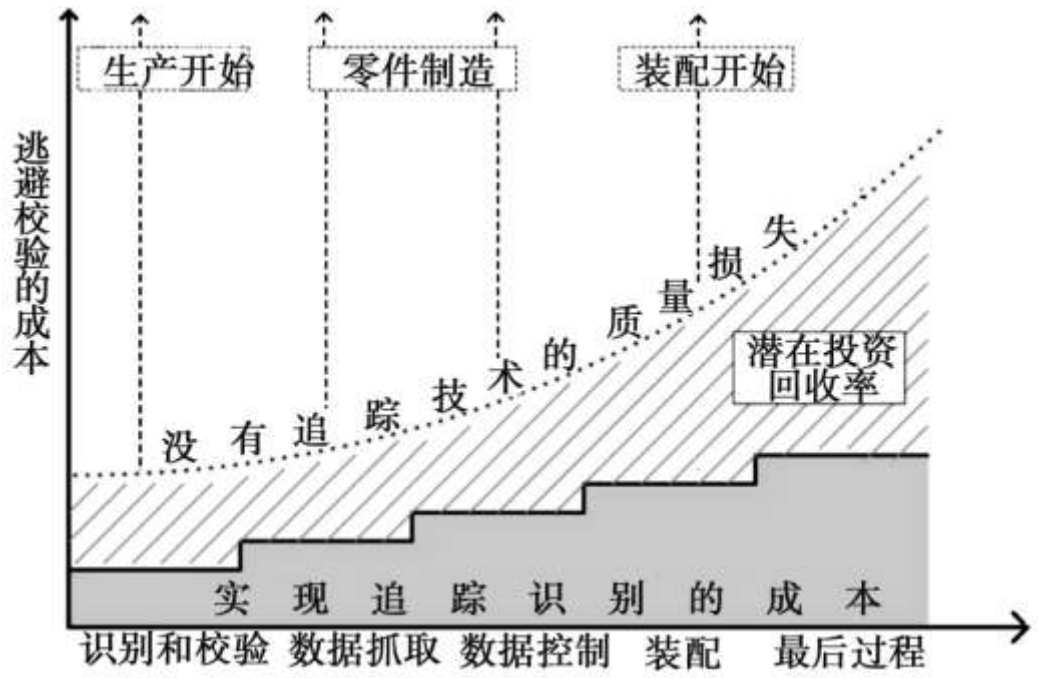 生产开始
零件制造
装配开始
逃避校验的成本
没有追踪技术的质量损失
潜在投资
回收率
实现追踪识别的成本
识别和校验 数据抓取 数据控制 装配 最后过程